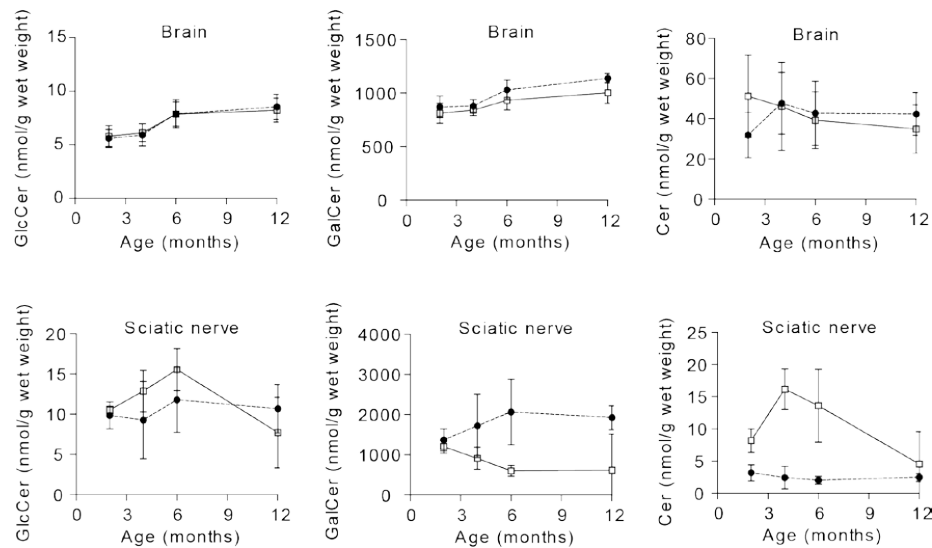 Brain
GlcCer (nmol/g wet weight)
15
10
5
0
0 3 6 9 12
Age (months)
Brain
GalCer (nmol/g wet weight)
1500
1000
500
0
0 3 6 9 12
Age (months)
Brain
Cer (nmol/g wet weight)
80
60
40
20
0
0 3 6 9 12
Age (months)
Sciatic nerve
GlcCer (nmol/g wet weight)
20
15
10
5
0
0 3 6 9 12
Age (months)
Sciatic nerve
GalCer (nmol/g wet weight)
4000
3000
2000
1000
0
0 3 6 9 12
Age (months)
Sciatic nerve
Cer (nmol/g wet weight)
25
20
15
10
5
0
0 3 6 9 12
Age (months)